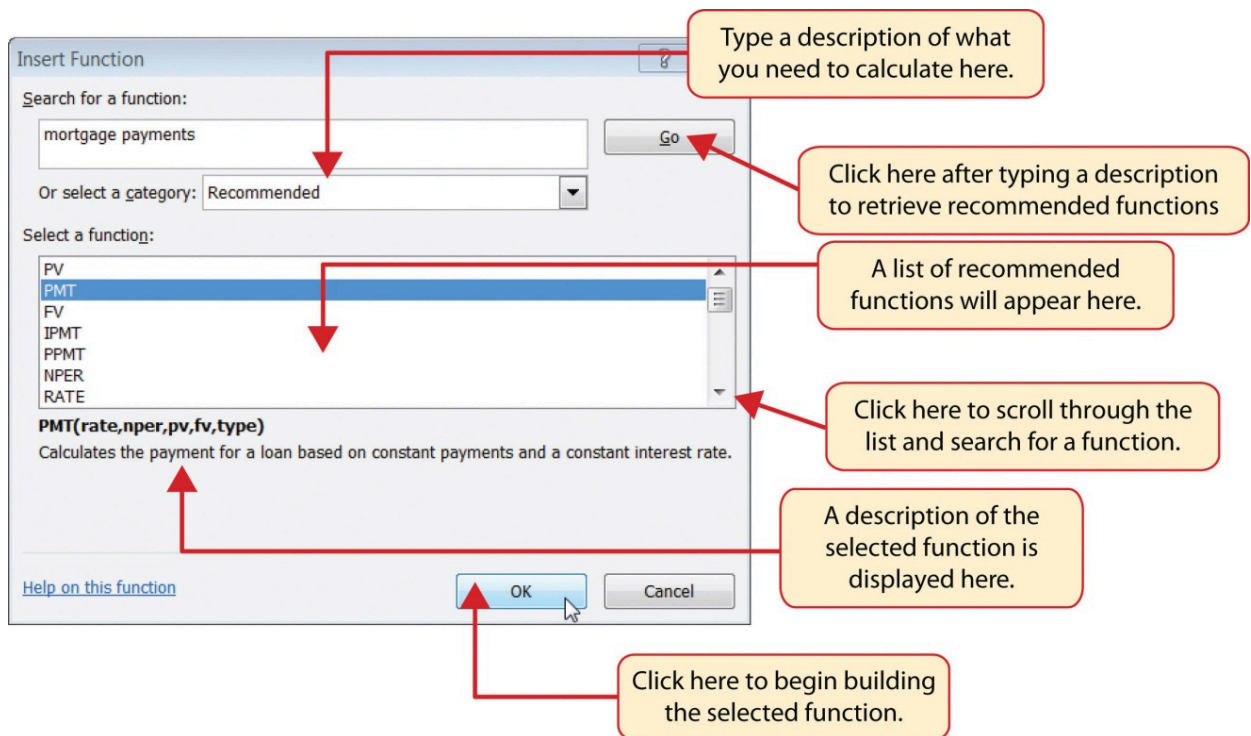 Type a description of what
you need to calculate here.
Insert Function
?
Search for a function:
mortgage payments
Go
Or select a category: Recommended
Click here after typing a description
to retrieve recommended functions
Select a function:
PV
PMT
FV
IPMT
PPMT
NPER
RATE
A list of recommended
functions will appear here.
Click here to scroll through the
list and search for a function.
PMT(rate,nper,pv,fv,type)
Calculates the payment for a loan based on constant payments and a constant interest rate.
A description of the
selected function is
displayed here.
Help on this function
OK
Cancel
Click here to begin building
the selected function.